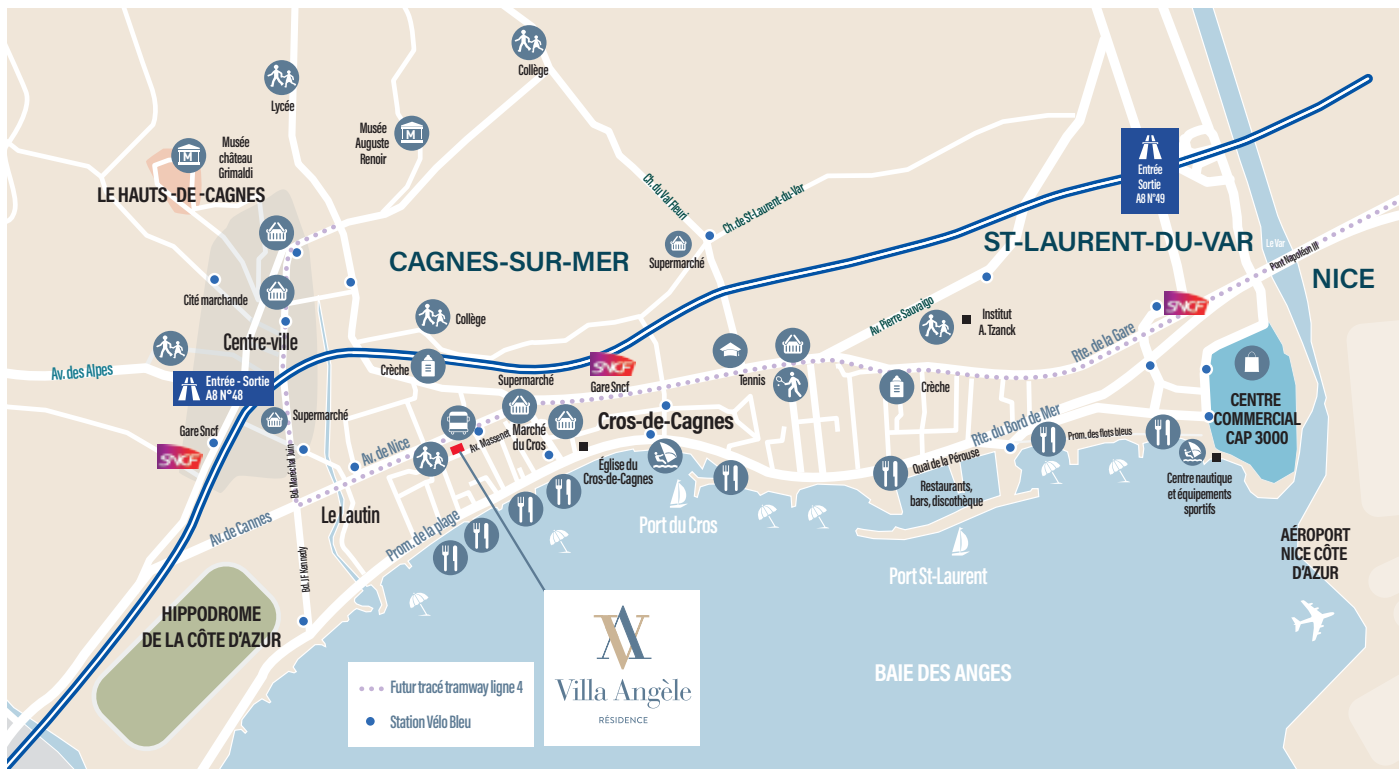 Collège
Lycée
Musée
château
Grimaldi
Musée
Auguste
Renoir
M
M
LE HAUTS -DE -CAGNES
Entrée
Sortie
A8 N°49
Ch. du Val Fleuri
Ch. de St-Laurent-du-Var
Supermarché
CAGNES-SUR-MER
ST-LAURENT-DU-VAR
Le Var
Pont Napoléon III
NICE
Cité marchande
Centre-ville
Collège
Av. Pierre Sauvaigo
Institut
A. Tzanck
SNCF
Rte. de la Gare
Av. des Alpes
Entrée - Sortie
A8 N°48
Crèche
Supermarché
SNCF
Gare Sncf
Tennis
Crèche
CENTRE
COMMERCIAL
CAP 3000
Supermarché
Gare Sncf
SNCF
Bd. Maréchal Juin
Av. de Nice
Av. Massenet
Marché
du Cros
Cros-de-Cagnes
Église du
Cros-de-Cagnes
Rte. du Bord de Mer
Prom. des flots bleus
Quai de la Pérouse
Restaurants,
bars, discothèque
Centre nautique
et équipements
sportifs
Av. de Cannes
Le Lautin
Prom. de la plage
Port du Cros
Port St-Laurent
AÉROPORT
NICE CÔTE
D'AZUR
Bd. J F Kennedy
HIPPODROME
DE LA CÔTE D'AZUR
BAIE DES ANGES
Villa Angèle
RÉSIDENCE
Futur tracé tramway ligne 4
Station Vélo Bleu